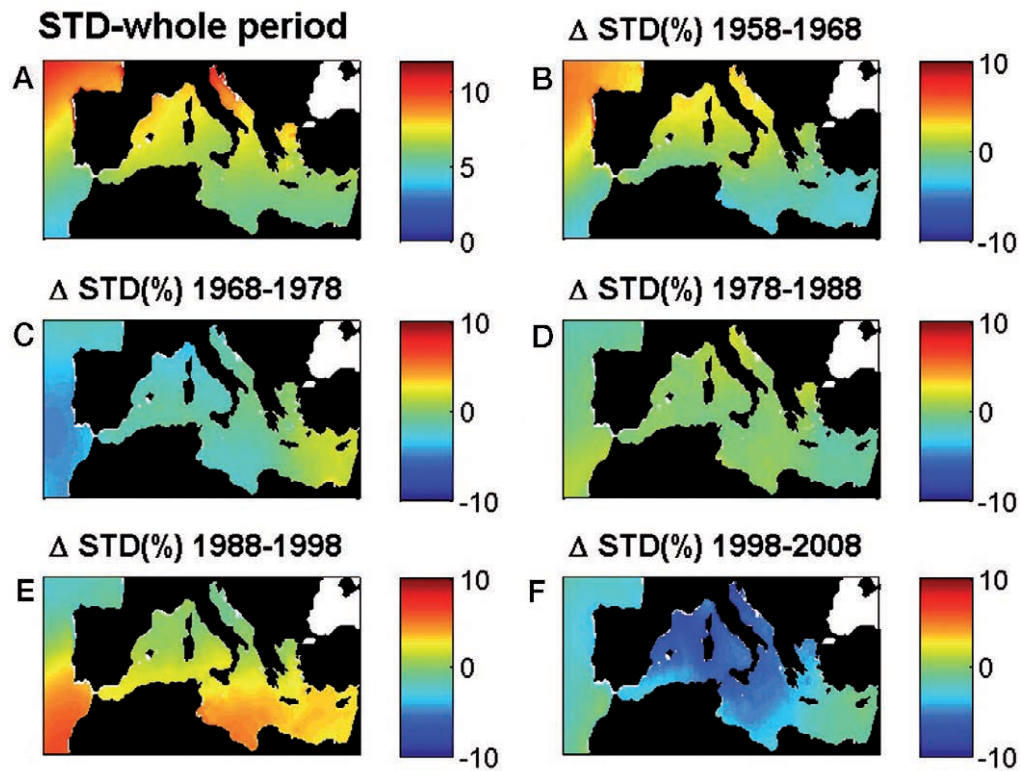 STD-whole period
A
10
5
0
Δ STD(%) 1958-1968
B
10
0
-10
Δ STD(%) 1968-1978
C
10
0
-10
Δ STD(%) 1978-1988
D
10
0
-10
Δ STD(%) 1988-1998
E
10
0
-10
Δ STD(%) 1998-2008
F
10
0
-10